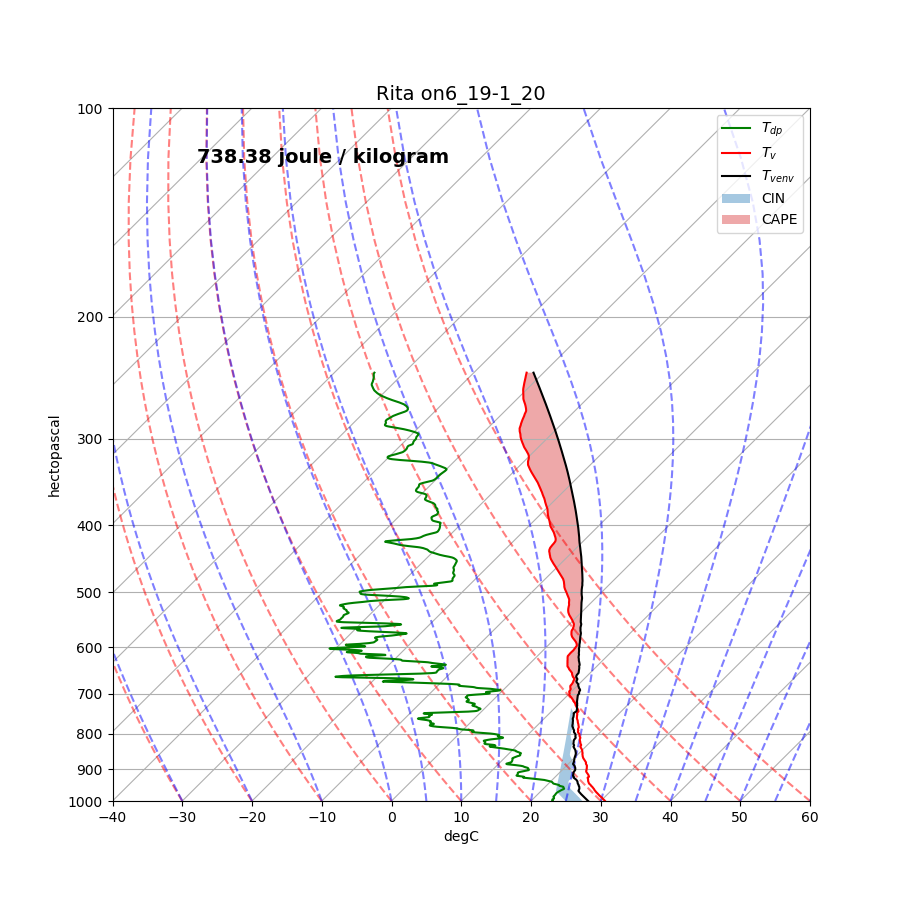 Rita on6_19-1_20
738.38 joule / kilogram
T_dp
T_v
T_venv
CIN
CAPE
100
200
300
400
500
600
700
800
900
1000
hectopascal
−40 −30 −20 −10 0 10 20 30 40 50 60
degC